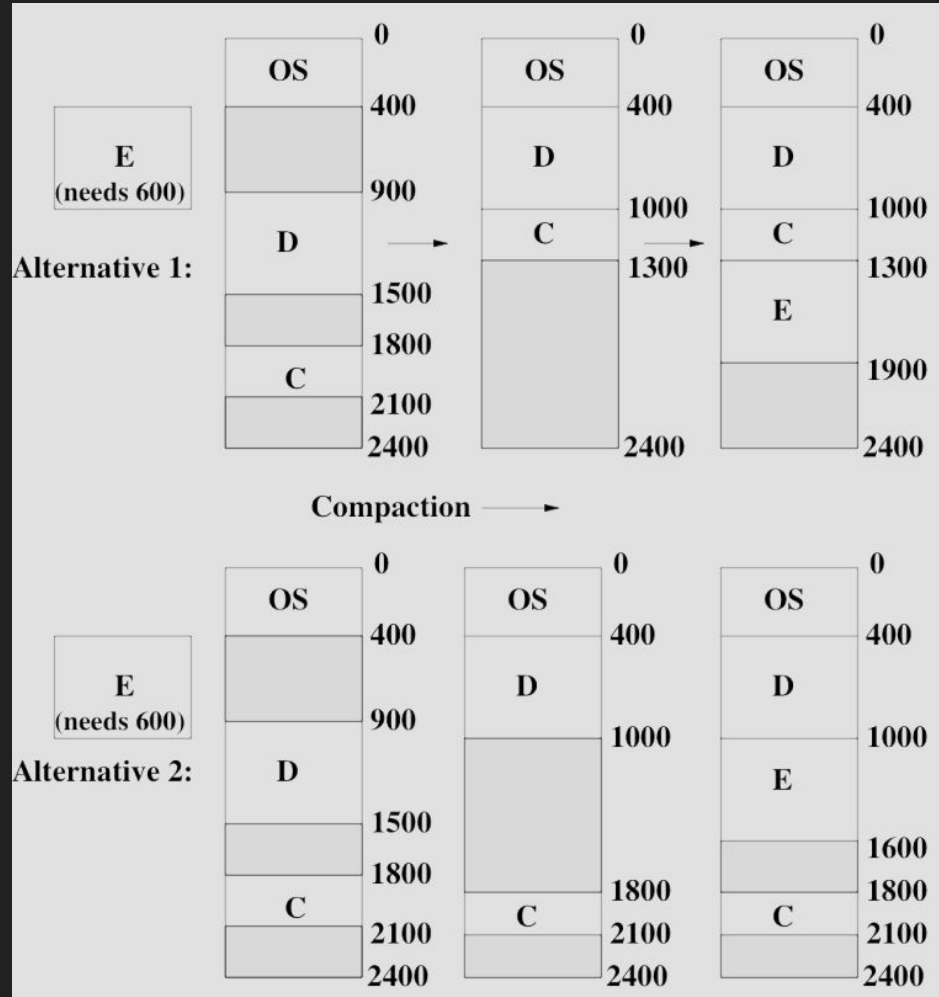 0 0 0
OS OS OS
400 400 400
E
(needs 600)
D D
900
1000 1000
D C C
Alternative 1:
1300 1300
1500
E
1800
1900
C
2100
2400 2400 2400
Compaction
0 0 0
OS OS OS
400 400 400
E
(needs 600)
D D
900
1000 1000
Alternative 2:
D E
1500
1600
1800 1800 1800
C C C
2100 2100 2100
2400 2400 2400